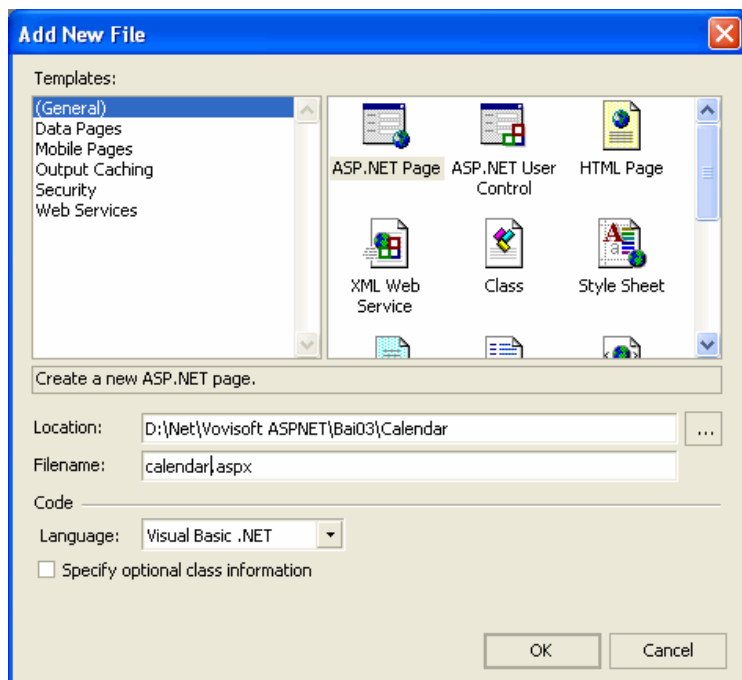 Add New File
Templates:
(General)
Data Pages
Mobile Pages
Output Caching
Security
Web Services
ASP.NET Page
ASP.NET User
Control
HTML Page
XML Web
Service
Class
Style Sheet
Create a new ASP.NET page.
Location:
D:\Net\Vovisoft ASPNET\Bai03\Calendar
...
Filename:
calendar.aspx
Code
Language:
Visual Basic .NET
Specify optional class information
OK
Cancel